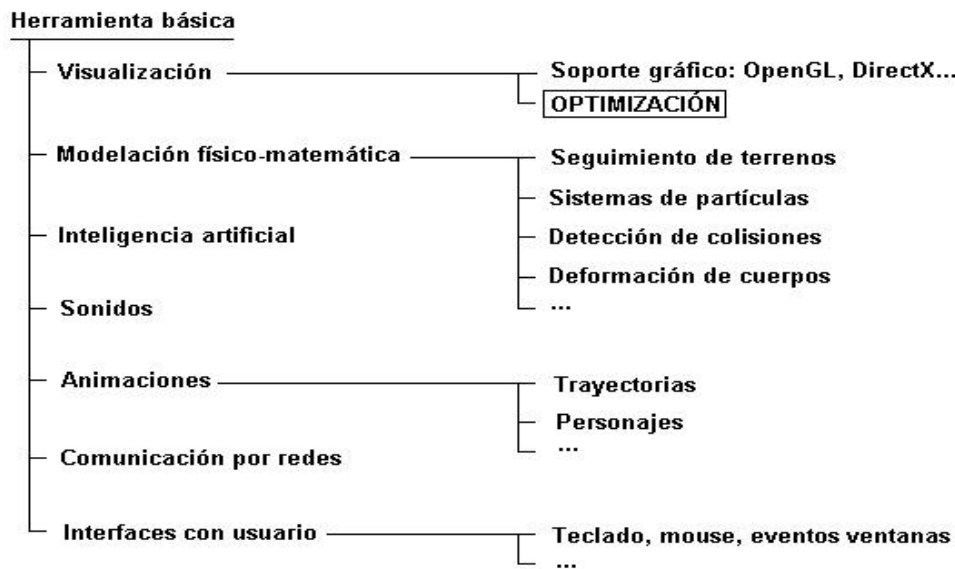 Herramienta básica
Visualización
Soporte gráfico: OpenGL, DirectX...
OPTIMIZACIÓN
Modelación físico-matemática
Seguimiento de terrenos
Sistemas de partículas
Inteligencia artificial
Detección de colisiones
Deformación de cuerpos
Sonidos
...
Animaciones
Trayectorias
Personajes
...
Comunicación por redes
Interfaces con usuario
Teclado, mouse, eventos ventanas
...